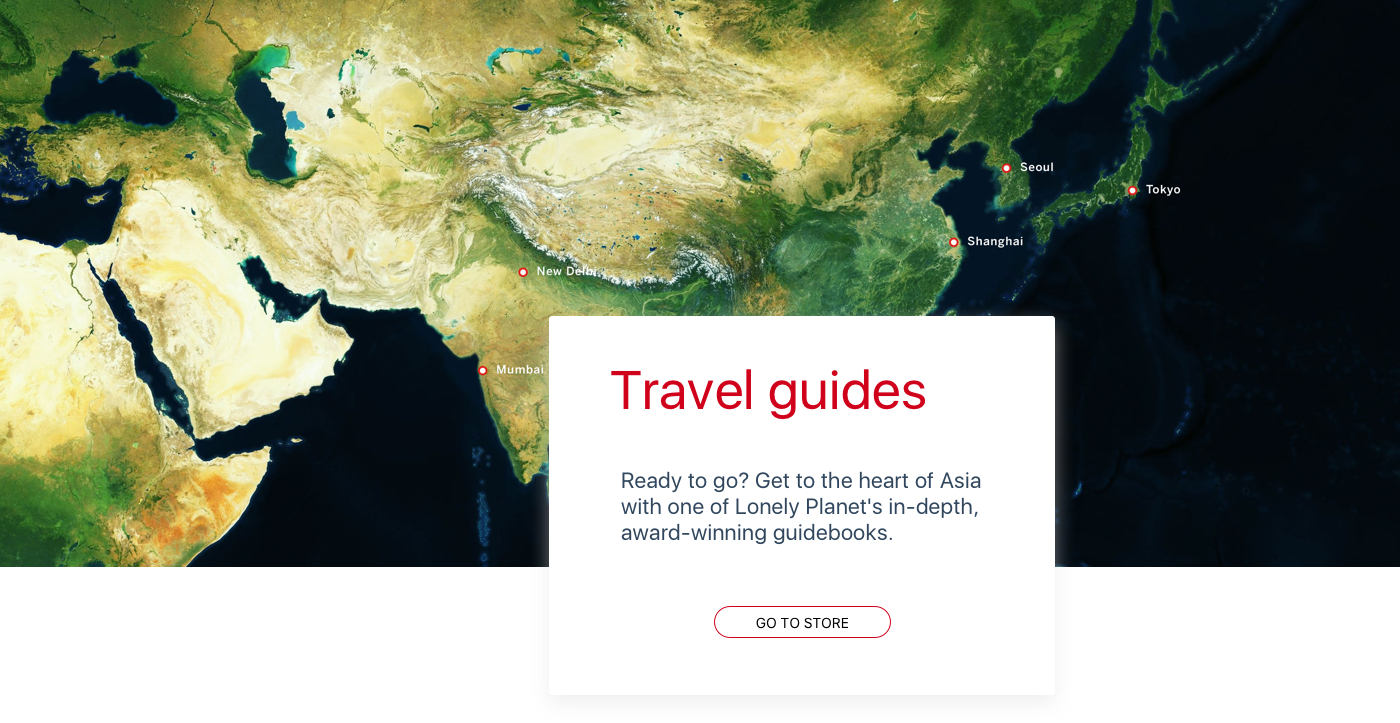 Seoul
Tokyo
Shanghai
New Delhi
Mumbai
Travel guides
Ready to go? Get to the heart of Asia
with one of Lonely Planet's in-depth,
award-winning guidebooks.
GO TO STORE